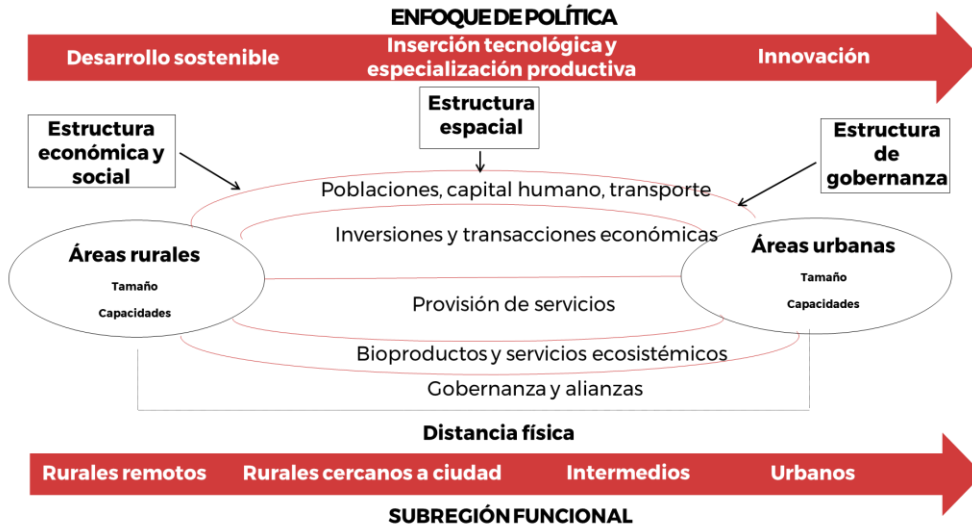 ENFOQUE DE POLÍTICA
Desarrollo sostenible
Inserción tecnológica y
especialización productiva
Innovación
Estructura
económica y
social
Estructura
espacial
Estructura
de
gobernanza
Poblaciones, capital humano, transporte
Inversiones y transacciones económicas
Áreas rurales
Tamaño
Capacidades
Áreas urbanas
Tamaño
Capacidades
Provisión de servicios
Bioproductos y servicios ecosistémicos
Gobernanza y alianzas
Distancia física
Rurales remotos
Rurales cercanos a ciudad
Intermedios
Urbanos
SUBREGIÓN FUNCIONAL